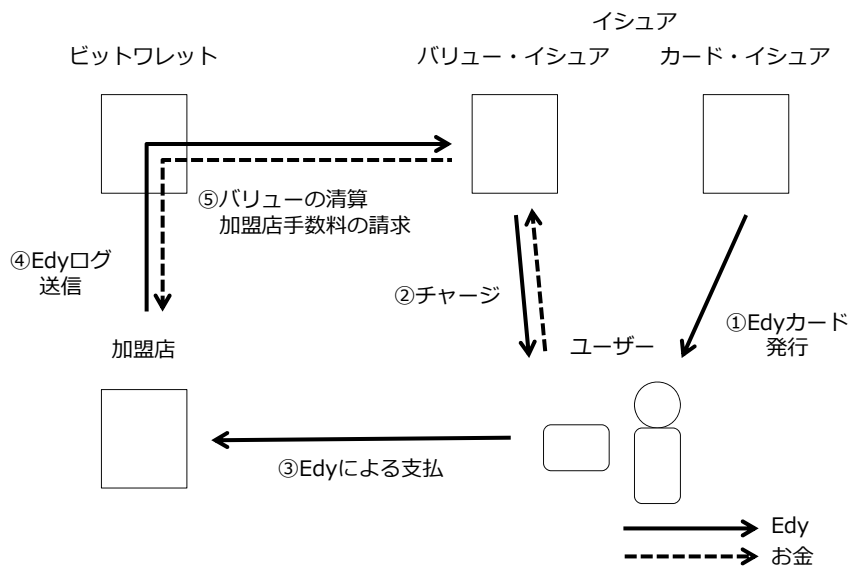 イシュア
ビットワレット
バリュー・イシュア
カード・イシュア
⑤バリューの清算
加盟店手数料の請求
④Edyログ
送信
②チャージ
①Edyカード
発行
加盟店
ユーザー
③Edyによる支払
Edy
お金